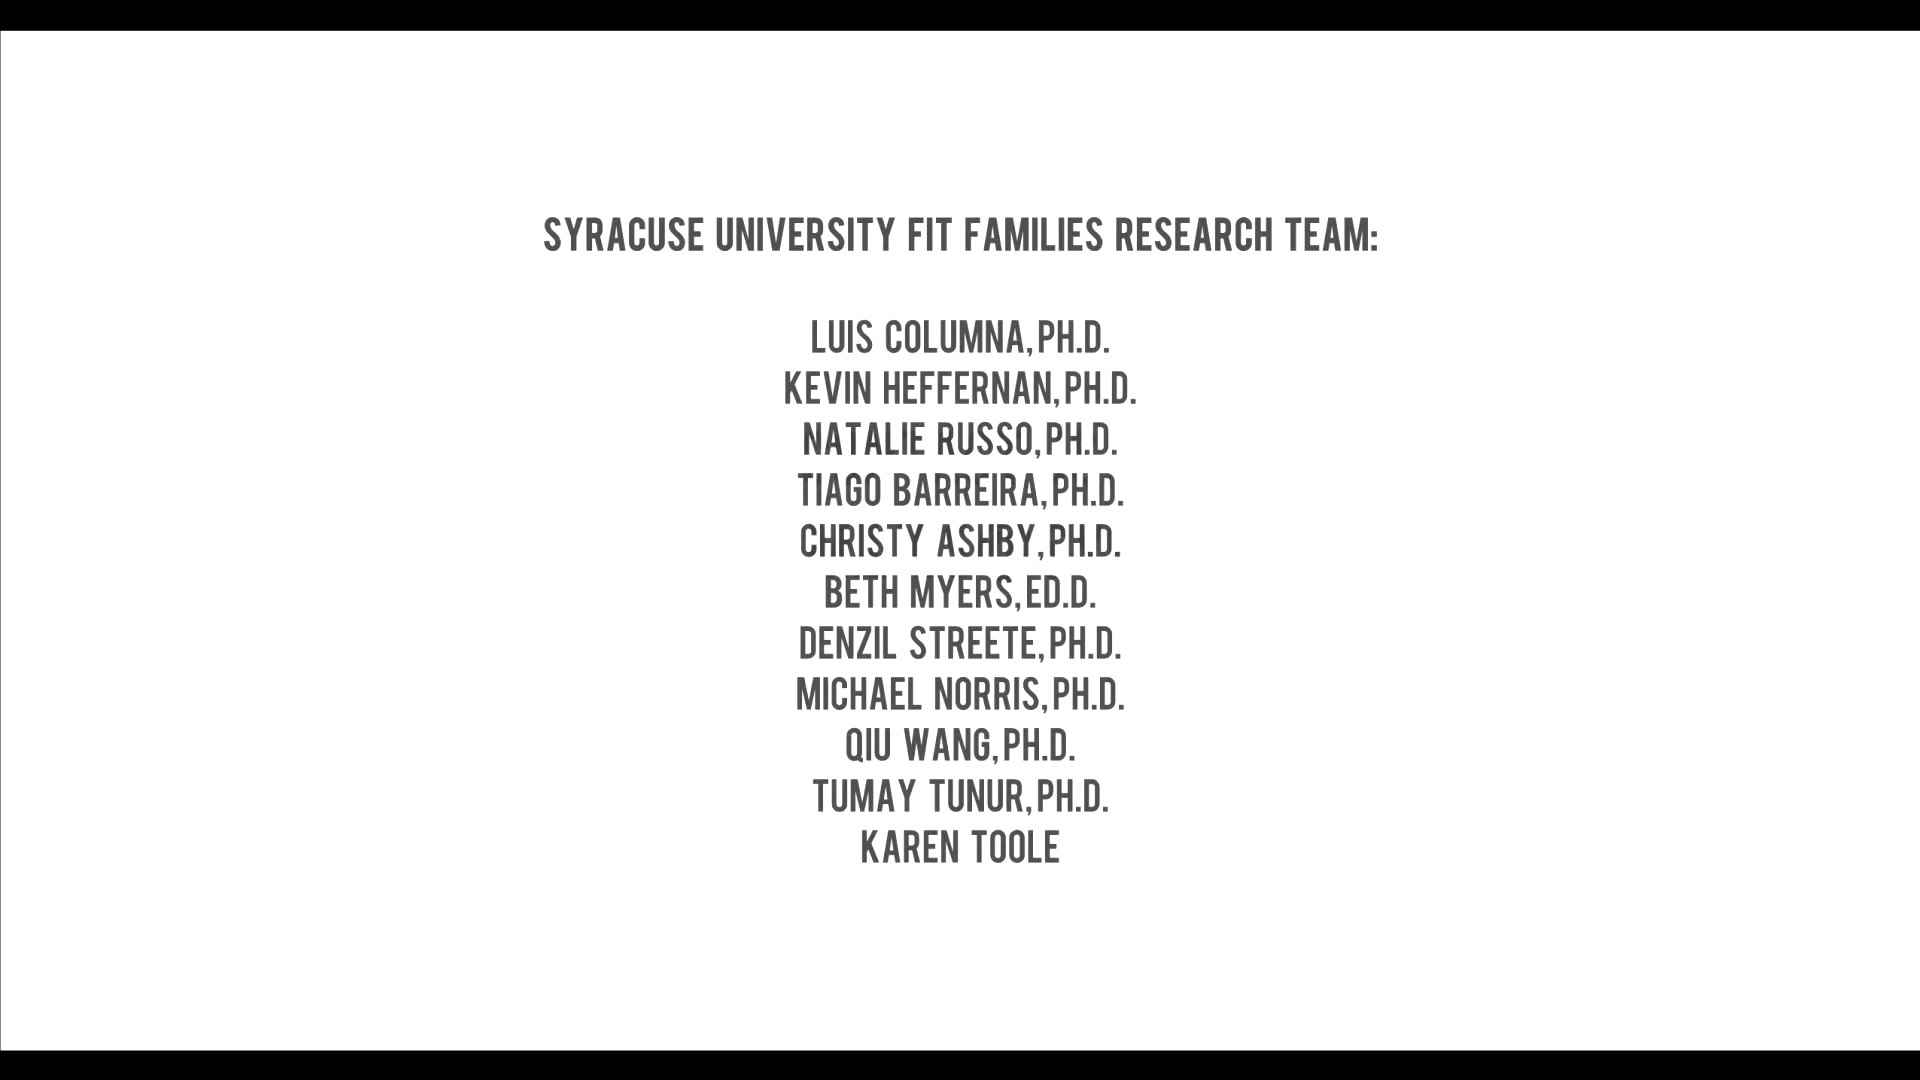 SYRACUSE UNIVERSITY FIT FAMILIES RESEARCH TEAM:
LUIS COLUMNA, PH.D.
KEVIN HEFFERNAN, PH.D.
NATALIE RUSSO, PH.D.
TIAGO BARREIRA, PH.D.
CHRISTY ASHBY, PH.D.
BETH MYERS, ED.D.
DENZIL STREETE, PH.D.
MICHAEL NORRIS, PH.D.
QIU WANG, PH.D.
TUMAY TUNUR, PH.D.
KAREN TOOLE